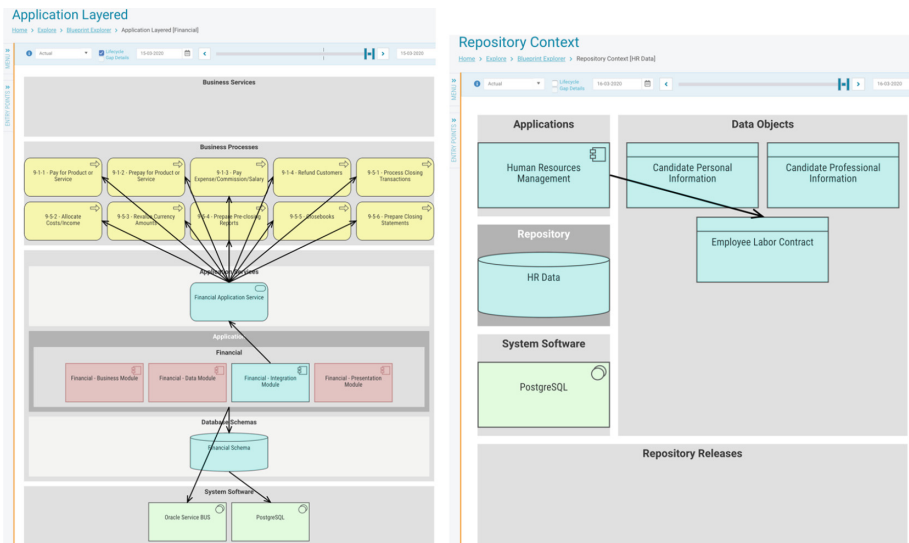 Application Layered
Home > Explore > Blueprint Explorer > Application Layered [Financial]
MENU
ENTRY POINTS
Actual
Lifecycle
Gap Details
15-03-2020
15-03-2020
Business Services
Business Processes
9-1-1 - Pay for Product or
Service
9-1-2 - Prepay for Product or
Service
9-1-3 - Pay
Expense/Commission/Salary
9-1-4 - Refund Customers
9-5-1 - Process Closing
Transactions
9-5-2 - Allocate
Costs/Income
9-5-3 - Revalue Currency
Amounts
9-5-4 - Prepare Pre-closing
Reports
9-5-5 - Closebooks
9-5-6 - Prepare Closing
Statements
Application Services
Financial Application Service
Application
Financial
Financial - Business Module
Financial - Data Module
Financial - Integration
Module
Financial - Presentation
Module
Database Schemas
Financial Schema
System Software
Oracle Service BUS
PostgreSQL
Repository Context
Home > Explore > Blueprint Explorer > Repository Context [HR Data]
MENU
ENTRY POINTS
Actual
Lifecycle
Gap Details
16-03-2020
16-03-2020
Applications
Human Resources
Management
Repository
HR Data
System Software
PostgreSQL
Data Objects
Candidate Personal
Information
Candidate Professional
Information
Employee Labor Contract
Repository Releases